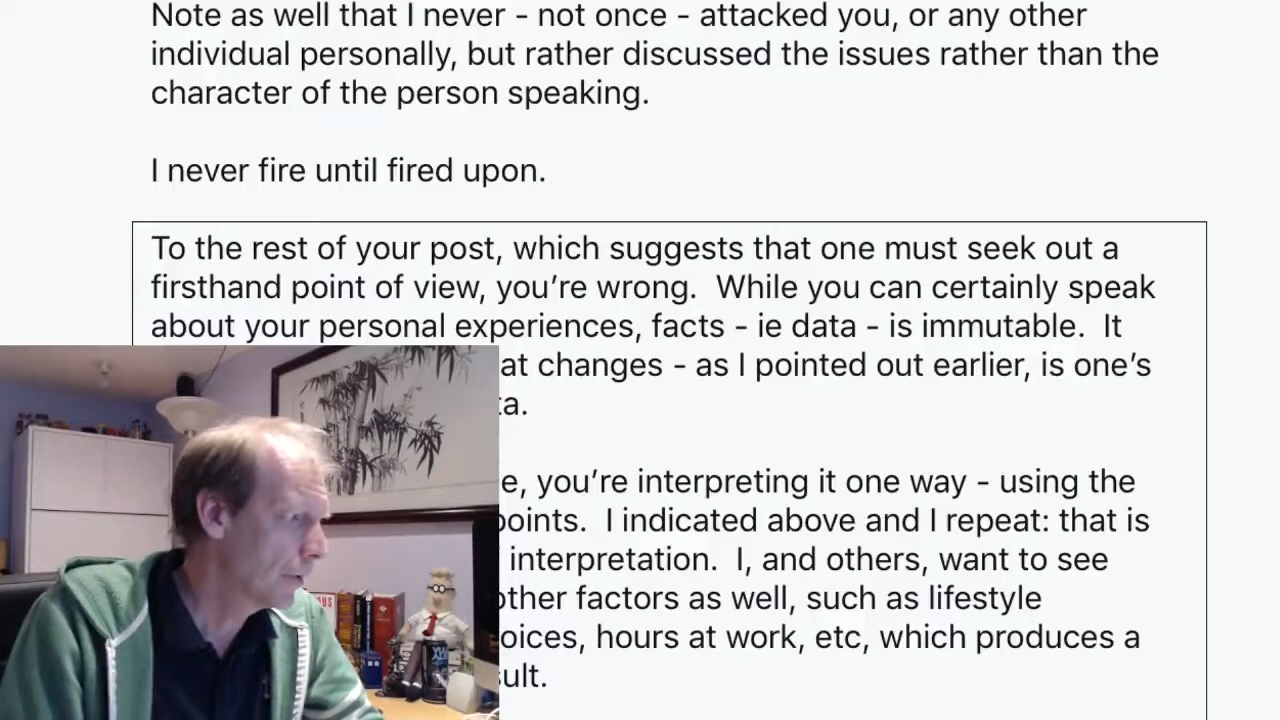 Note as well that I never - not once - attacked you, or any other
individual personally, but rather discussed the issues rather than the
character of the person speaking.
I never fire until fired upon.
To the rest of your post, which suggests that one must seek out a
firsthand point of view, you're wrong.  While you can certainly speak
about your personal experiences, facts - ie data - is immutable.  It
at changes - as I pointed out earlier, is one's
ta.
e, you're interpreting it one way - using the
points.  I indicated above and I repeat: that is
interpretation.  I, and others, want to see
other factors as well, such as lifestyle
oices, hours at work, etc, which produces a
sult.